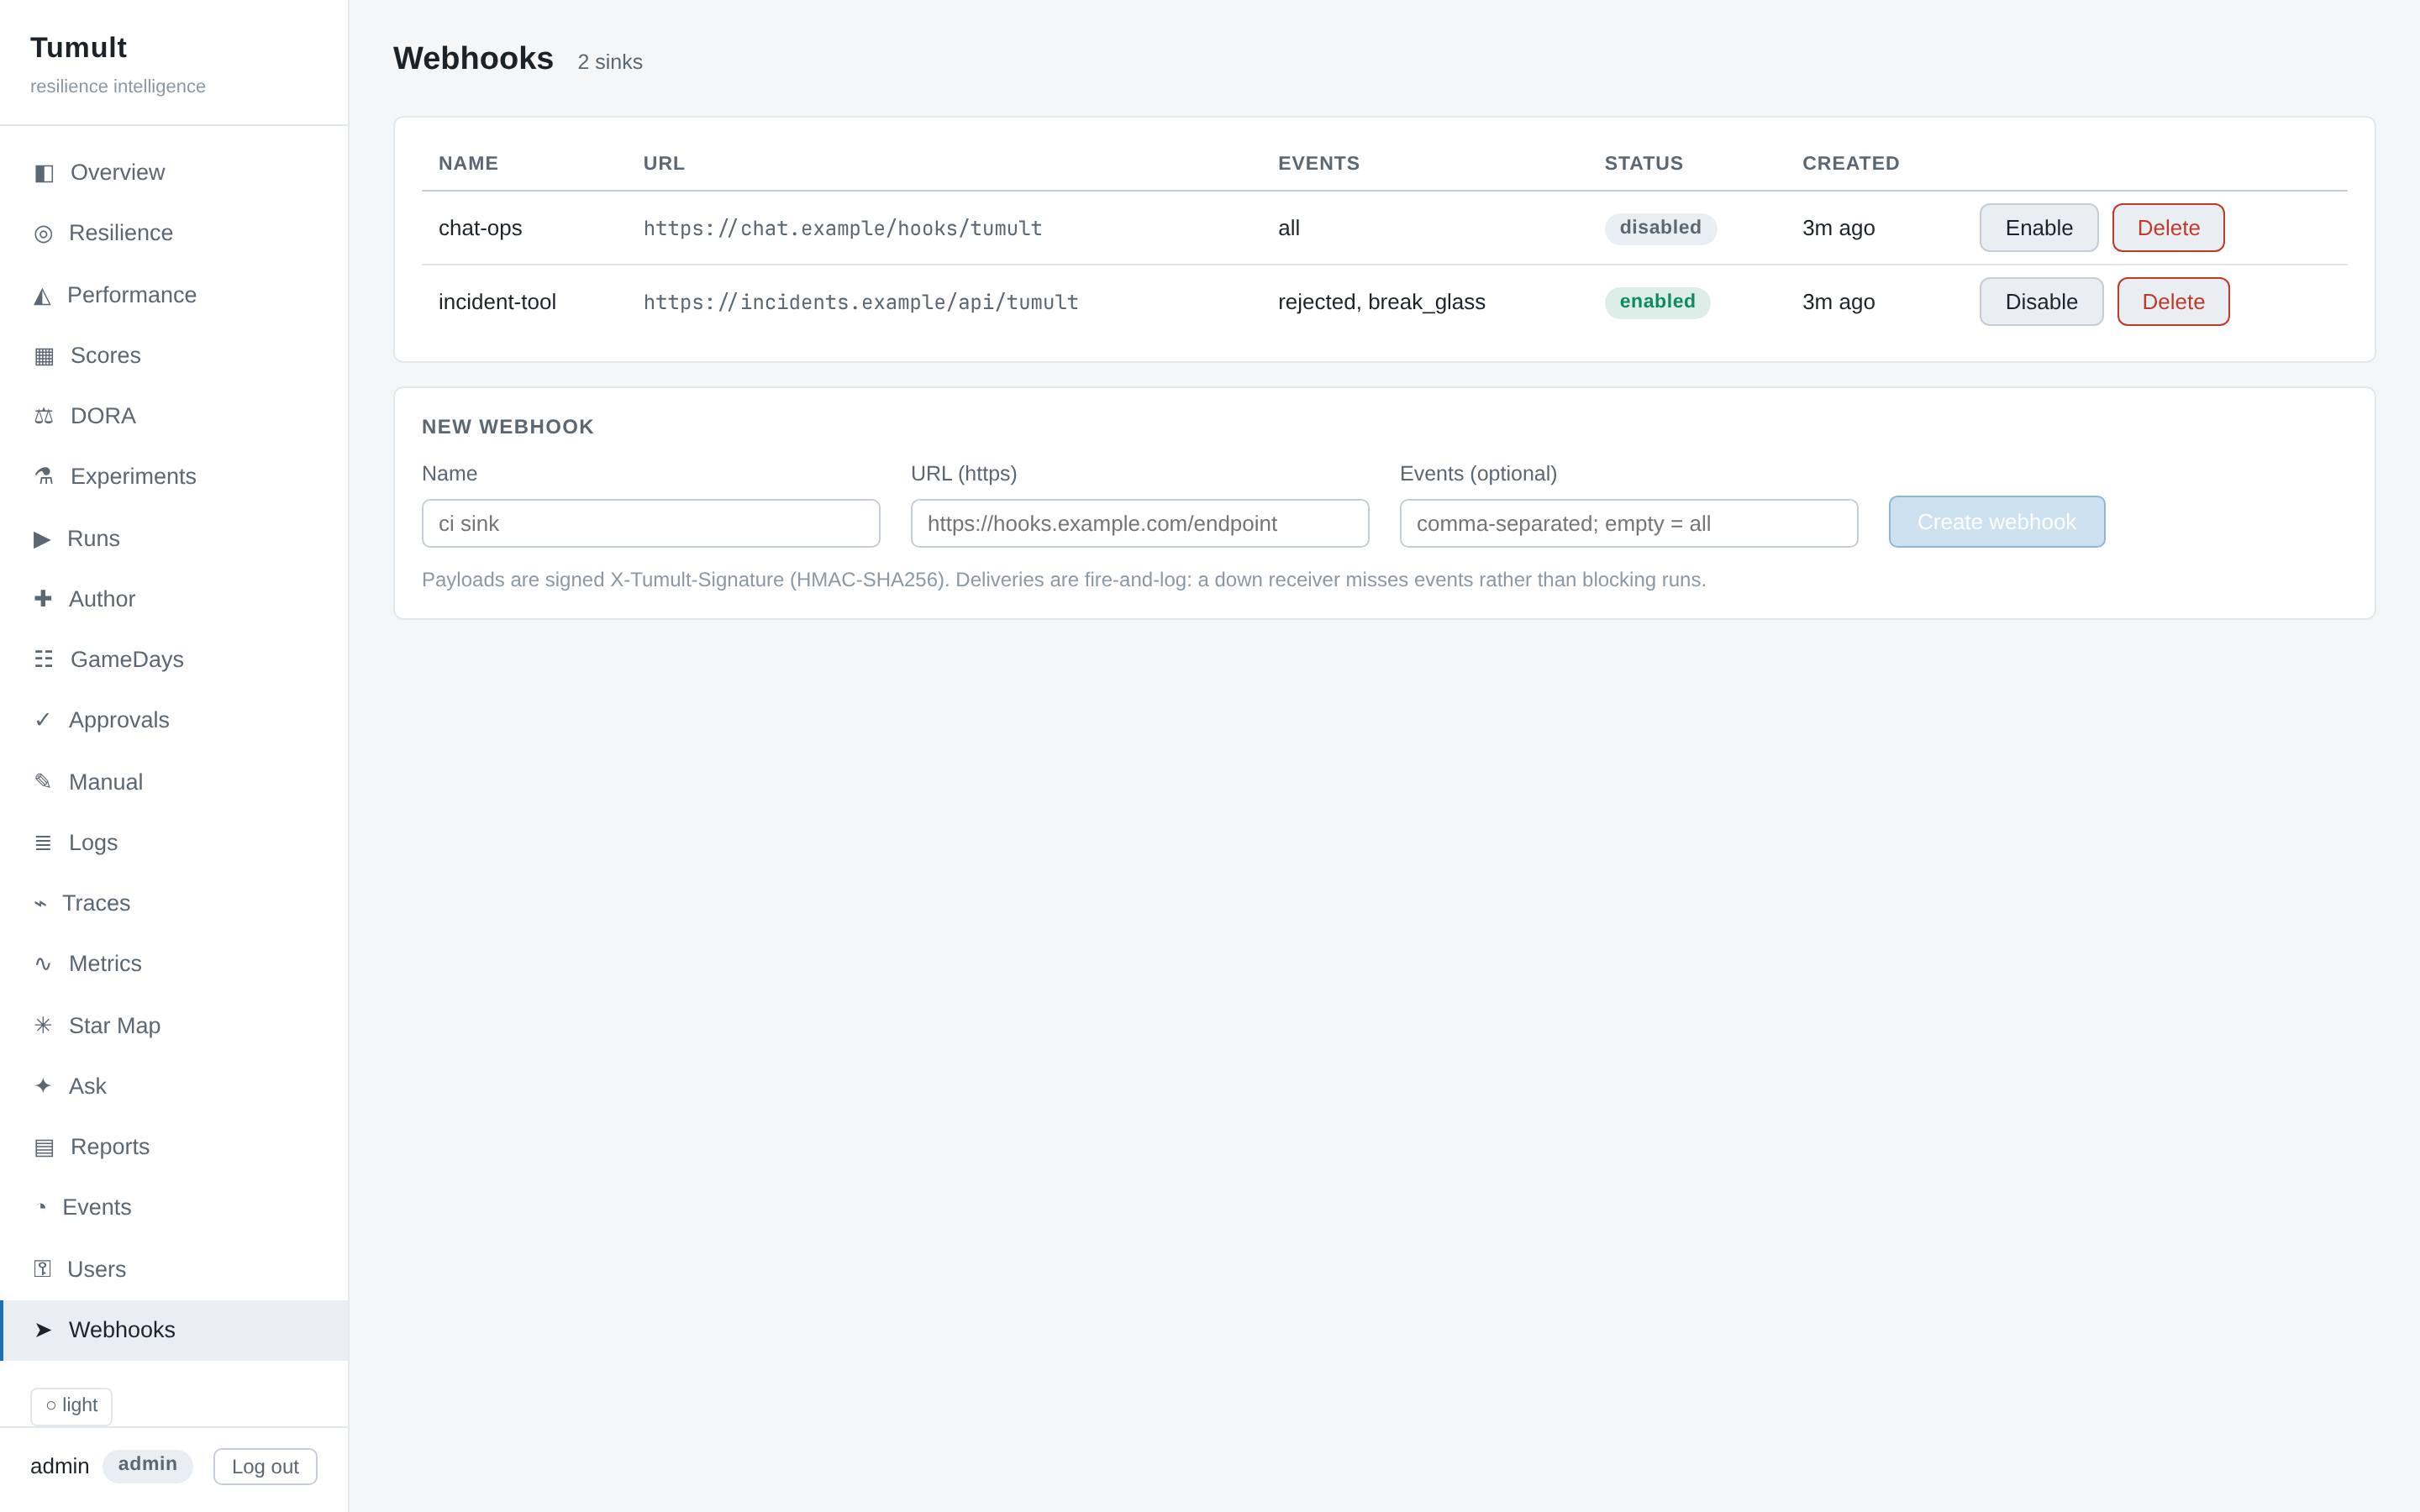 Tumult
resilience intelligence
Overview
Resilience
Performance
Scores
DORA
Experiments
Runs
Author
GameDays
Approvals
Manual
Logs
Traces
Metrics
Star Map
Ask
Reports
Events
Users
Webhooks
○ light
admin admin Log out
Webhooks 2 sinks
NAME URL EVENTS STATUS CREATED
chat-ops https://chat.example/hooks/tumult all disabled 3m ago Enable Delete
incident-tool https://incidents.example/api/tumult rejected, break_glass enabled 3m ago Disable Delete
NEW WEBHOOK
Name URL (https) Events (optional)
ci sink https://hooks.example.com/endpoint comma-separated; empty = all Create webhook
Payloads are signed X-Tumult-Signature (HMAC-SHA256). Deliveries are fire-and-log: a down receiver misses events rather than blocking runs.